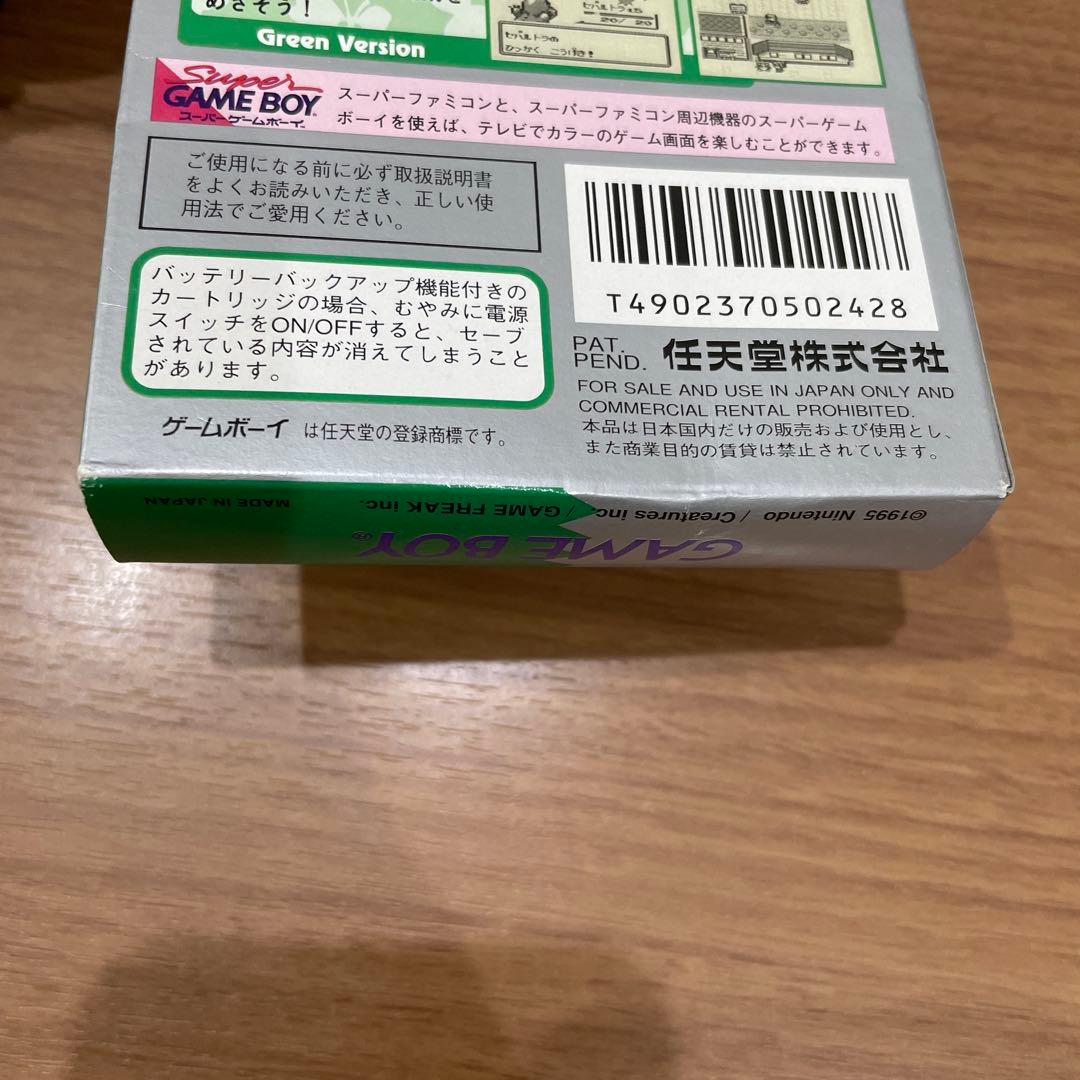 めざそう！
Green Version
20/20
ひっかく こうげき！
Super
GAME BOY
スーパーゲームボーイ
スーパーファミコンと、スーパーファミコン周辺機器のスーパーゲーム
ボーイを使えば、テレビでカラーのゲーム画面を楽しむことができます。
ご使用になる前に必ず取扱説明書
をよくお読みいただき、正しい使
用法でご愛用ください。
バッテリーバックアップ機能付きの
カートリッジの場合、むやみに電源
スイッチをON/OFFすると、セーブ
されている内容が消えてしまうこと
があります。
ゲームボーイ は任天堂の登録商標です。
T4902370502428
PAT.
PEND. 任天堂株式会社
FOR SALE AND USE IN JAPAN ONLY AND
COMMERCIAL RENTAL PROHIBITED.
本品は日本国内だけの販売および使用とし、
また商業目的の賃貸は禁止されています。
©1995 Nintendo / Creatures inc. / GAME FREAK inc.
MADE IN JAPAN
GAME BOY